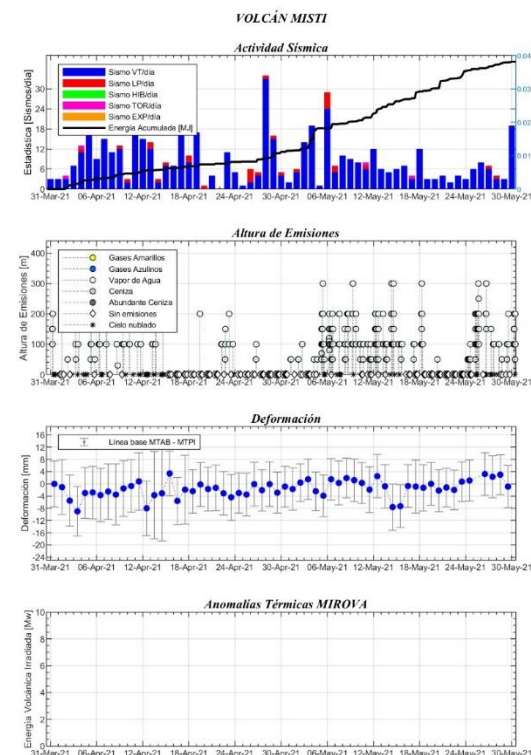 VOLCÁN MISTI
Actividad Sísmica
Estadística [Sismos/día]
30
24
18
12
6
0
Sismo VT/día
Sismo LP/día
Sismo HIB/día
Sismo TOR/día
Sismo EXP/día
Energía Acumulada [MJ]
0.04
0.03
0.02
0.01
0
31-Mar-21 06-Apr-21 12-Apr-21 18-Apr-21 24-Apr-21 30-Apr-21 06-May-21 12-May-21 18-May-21 24-May-21 30-May-21
Altura de Emisiones
Altura de Emisiones [m]
400
300
200
100
0
Gases Amarillos
Gases Azulinos
Vapor de Agua
Ceniza
Abundante Ceniza
Sin emisiones
Cielo nublado
31-Mar-21 06-Apr-21 12-Apr-21 18-Apr-21 24-Apr-21 30-Apr-21 06-May-21 12-May-21 18-May-21 24-May-21 30-May-21
Deformación
Deformación [mm]
16
12
8
4
0
-4
-8
-12
-16
-20
-24
Línea base MTAB - MTPI
31-Mar-21 06-Apr-21 12-Apr-21 18-Apr-21 24-Apr-21 30-Apr-21 06-May-21 12-May-21 18-May-21 24-May-21 30-May-21
Anomalías Térmicas MIROVA
Energía Volcánica Irradiada [Mw]
10
8
6
4
2
0
31-Mar-21 06-Apr-21 12-Apr-21 18-Apr-21 24-Apr-21 30-Apr-21 06-May-21 12-May-21 18-May-21 24-May-21 30-May-21